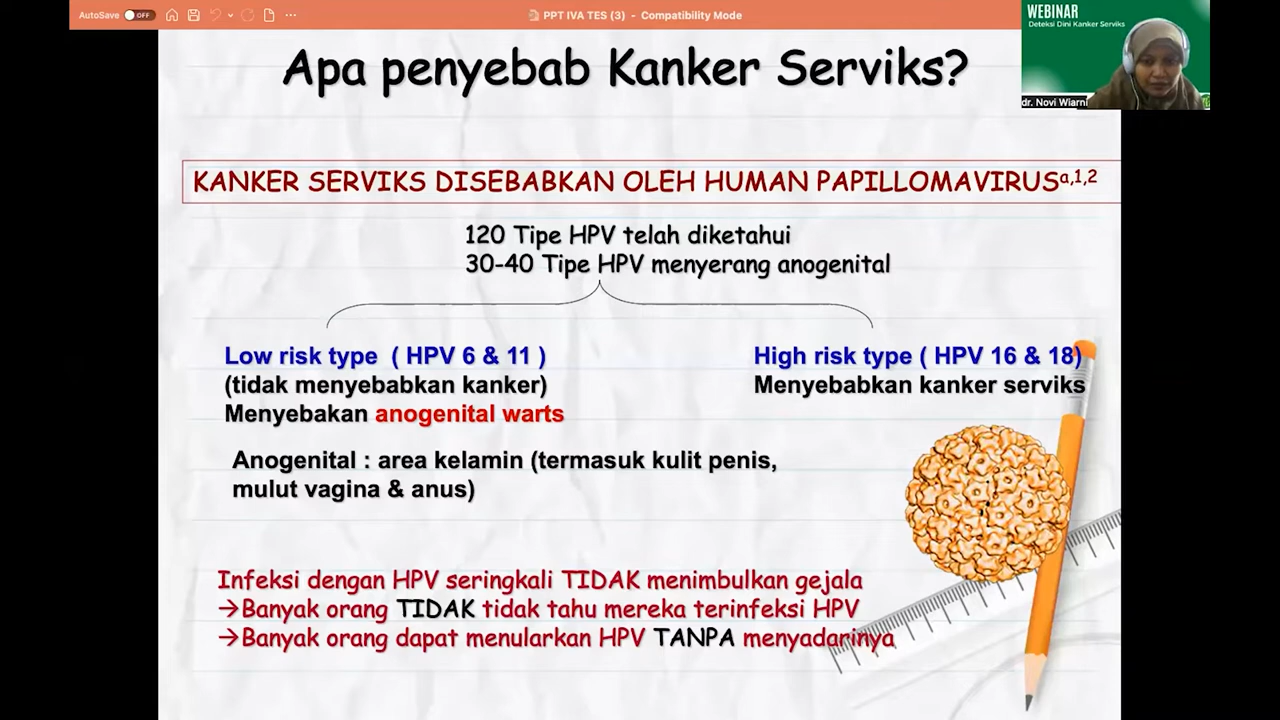 AutoSave OFF
PPT IVA TES (3) - Compatibility Mode
WEBINAR
Deteksi Dini Kanker Serviks
dr. Novi Wiarni
Apa penyebab Kanker Serviks?
KANKER SERVIKS DISEBABKAN OLEH HUMAN PAPILLOMAVIRUSa,1,2
120 Tipe HPV telah diketahui
30-40 Tipe HPV menyerang anogenital
Low risk type ( HPV 6 & 11 )
(tidak menyebabkan kanker)
Menyebakan anogenital warts
High risk type ( HPV 16 & 18)
Menyebabkan kanker serviks
Anogenital : area kelamin (termasuk kulit penis,
mulut vagina & anus)
Infeksi dengan HPV seringkali TIDAK menimbulkan gejala
→Banyak orang TIDAK tidak tahu mereka terinfeksi HPV
→Banyak orang dapat menularkan HPV TANPA menyadarinya